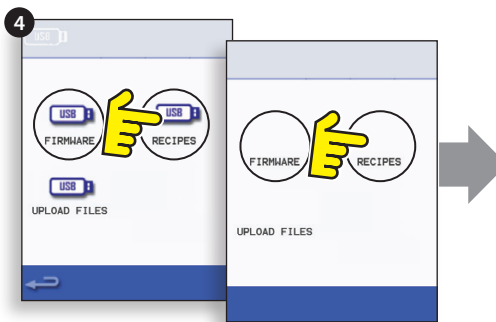 4
USB
USB USB
FIRMWARE RECIPES
USB
UPLOAD FILES
FIRMWARE RECIPES
UPLOAD FILES